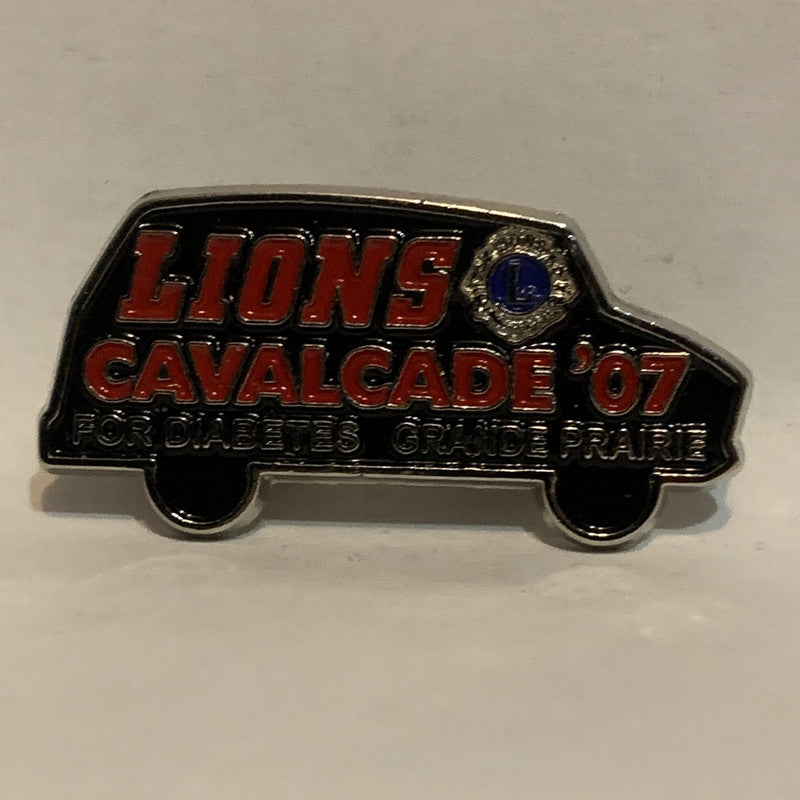 LIONS
L
CAVALCADE '07
FOR DIABETES GRANDE PRAIRIE